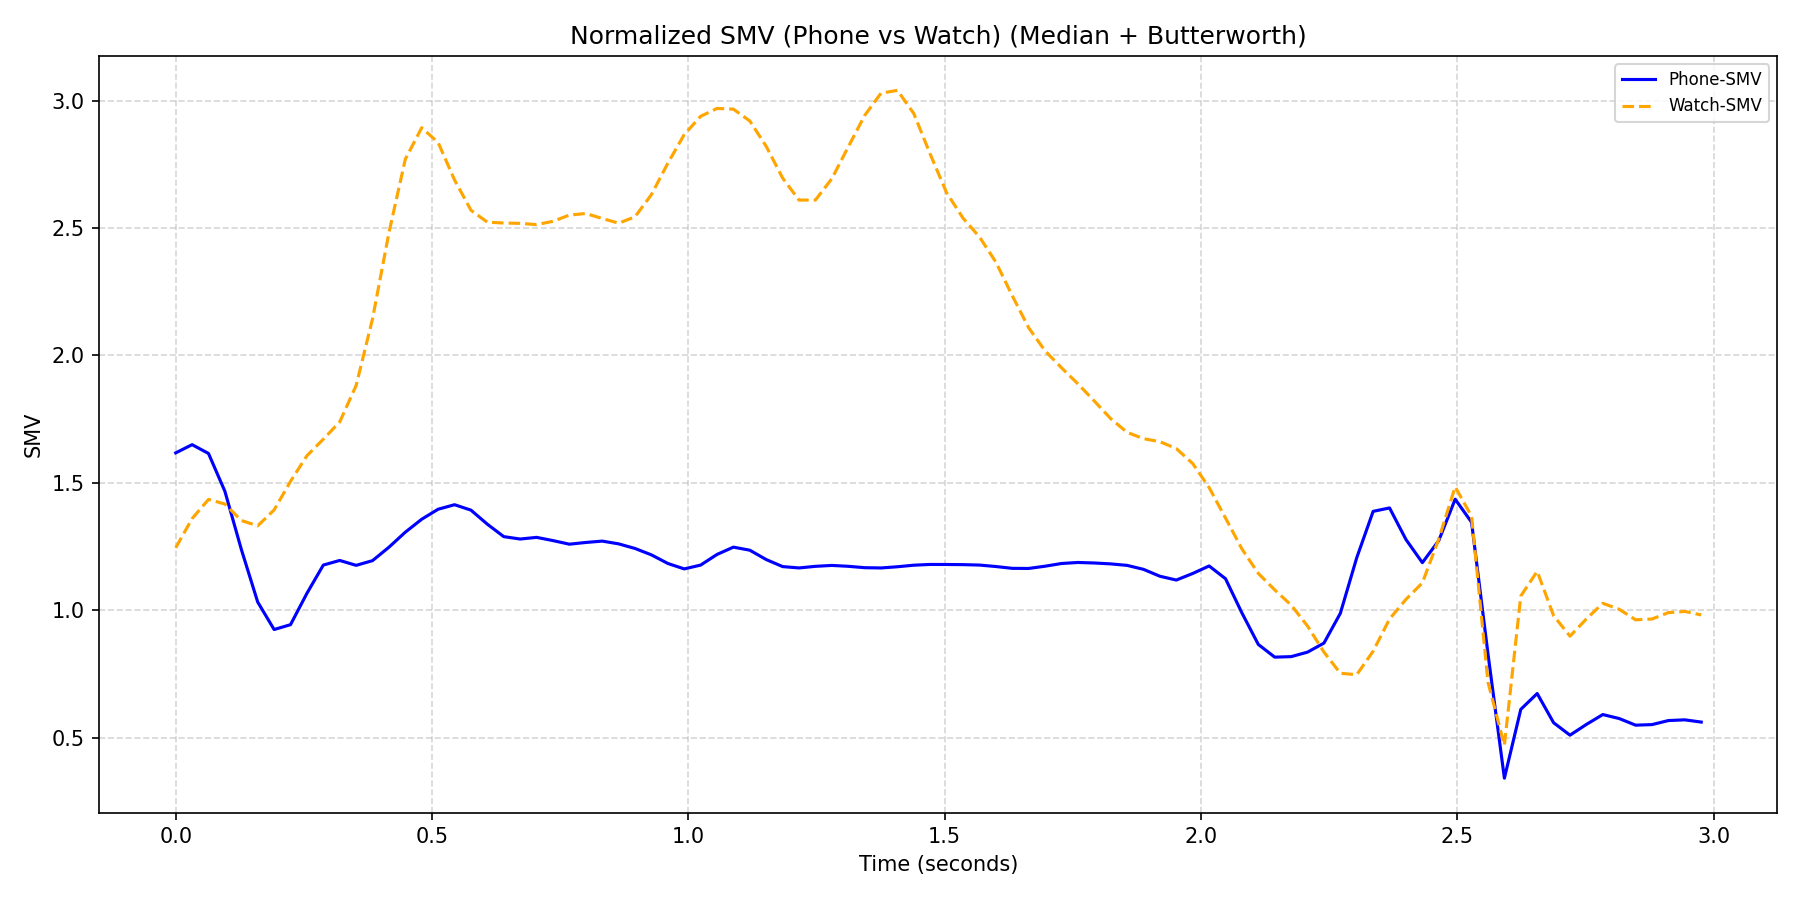 Normalized SMV (Phone vs Watch) (Median + Butterworth)
Phone-SMV
Watch-SMV
SMV
3.0
2.5
2.0
1.5
1.0
0.5
0.0 0.5 1.0 1.5 2.0 2.5 3.0
Time (seconds)